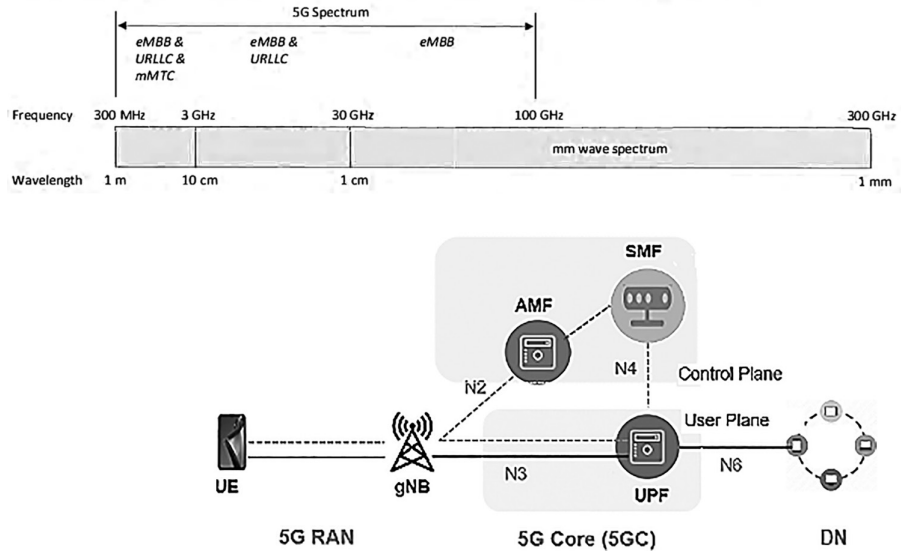 5G Spectrum
eMBB & URLLC & mMTC
eMBB & URLLC
eMBB
Frequency 300 MHz 3 GHz 30 GHz 100 GHz 300 GHz
mm wave spectrum
Wavelength 1 m 10 cm 1 cm 1 mm
SMF
AMF
N4
Control Plane
N2
User Plane
UE
gNB
N3
UPF
N6
5G RAN
5G Core (5GC)
DN